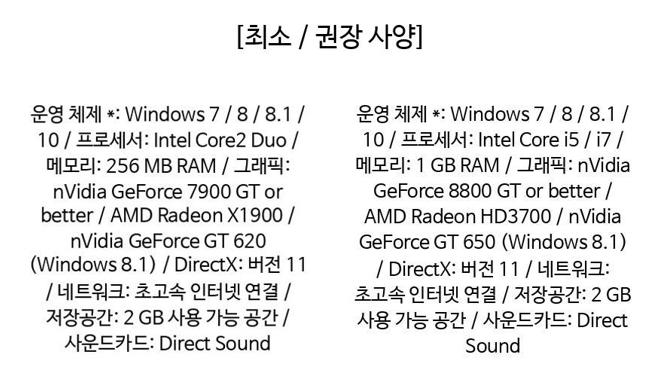 [최소 / 권장 사양]
운영 체제 *: Windows 7 / 8 / 8.1 /
10 / 프로세서: Intel Core2 Duo /
메모리: 256 MB RAM / 그래픽:
nVidia GeForce 7900 GT or
better / AMD Radeon X1900 /
nVidia GeForce GT 620
(Windows 8.1) / DirectX: 버전 11
/ 네트워크: 초고속 인터넷 연결 /
저장공간: 2 GB 사용 가능 공간 /
사운드카드: Direct Sound
운영 체제 *: Windows 7 / 8 / 8.1 /
10 / 프로세서: Intel Core i5 / i7 /
메모리: 1 GB RAM / 그래픽: nVidia
GeForce 8800 GT or better /
AMD Radeon HD3700 / nVidia
GeForce GT 650 (Windows 8.1)
/ DirectX: 버전 11 / 네트워크:
초고속 인터넷 연결 / 저장공간: 2 GB
사용 가능 공간 / 사운드카드: Direct
Sound